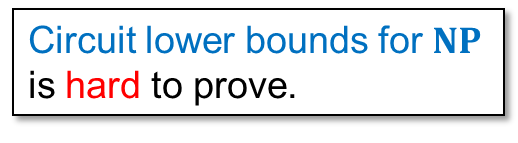 Circuit lower bounds for NP
is hard to prove.